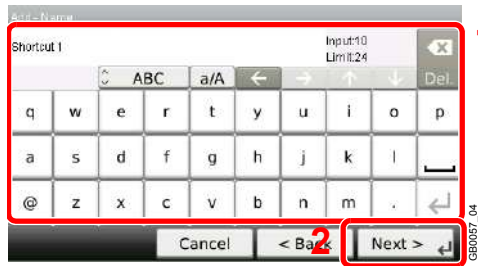 Add - Name
Shortcut 1
Input:10
Limit:24
ABC a/A ← → ↑ ↓ Del.
q w e r t y u i o p
a s d f g h j k l
@ z x c v b n m .
Cancel < Back 2 Next >
GB0057_04